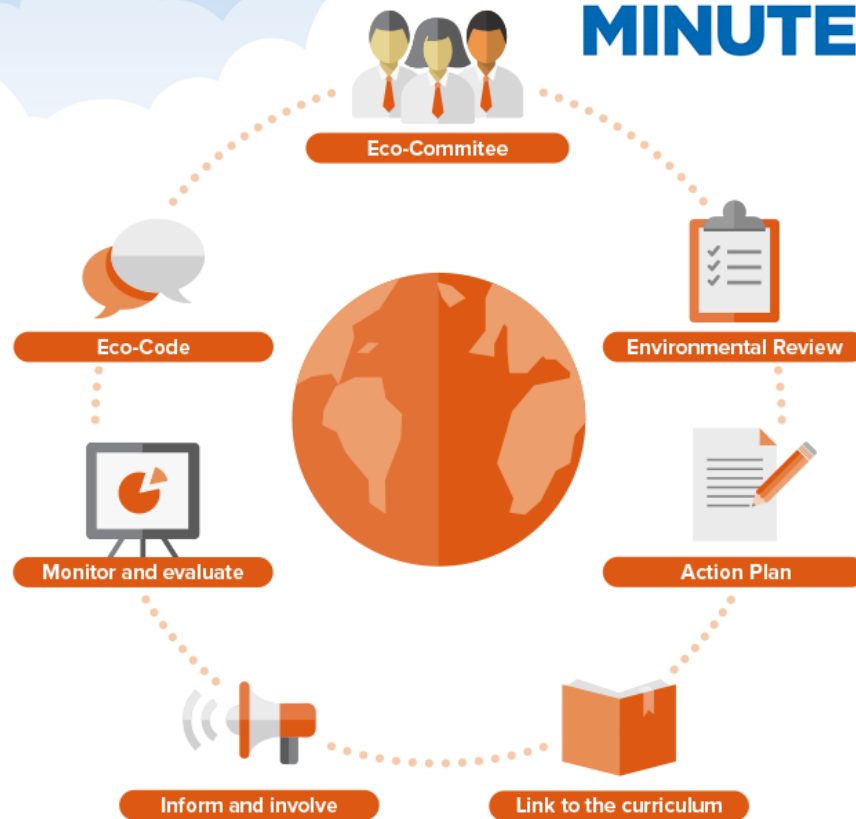 MINUTE
Eco-Commitee
Eco-Code
Environmental Review
Monitor and evaluate
Action Plan
Inform and involve
Link to the curriculum